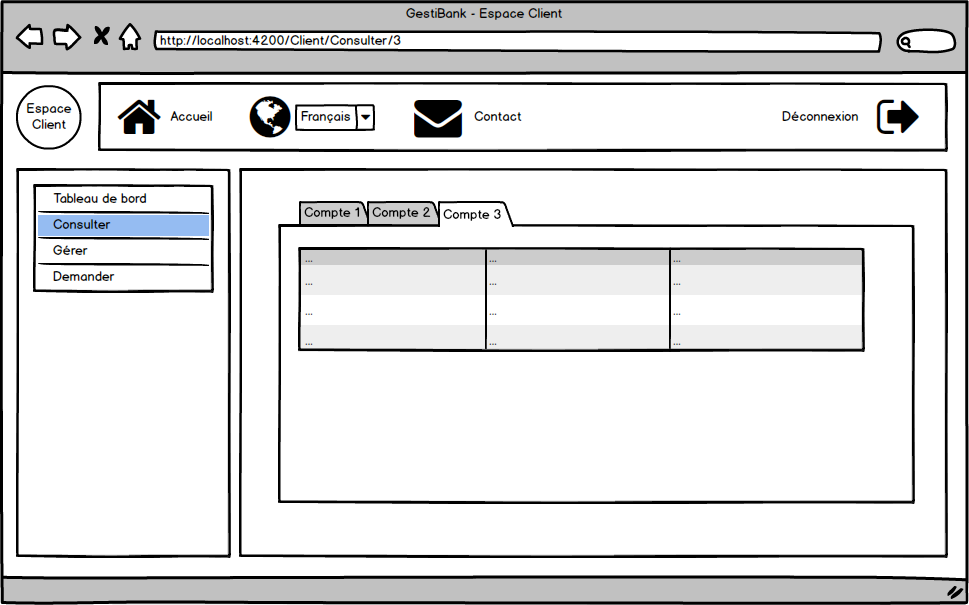 GestiBank - Espace Client
http://localhost:4200/Client/Consulter/3
Espace
Client
Accueil
Français
Contact
Déconnexion
Tableau de bord
Consulter
Gérer
Demander
Compte 1
Compte 2
Compte 3
... ... ...
... ... ...
... ... ...
... ... ...